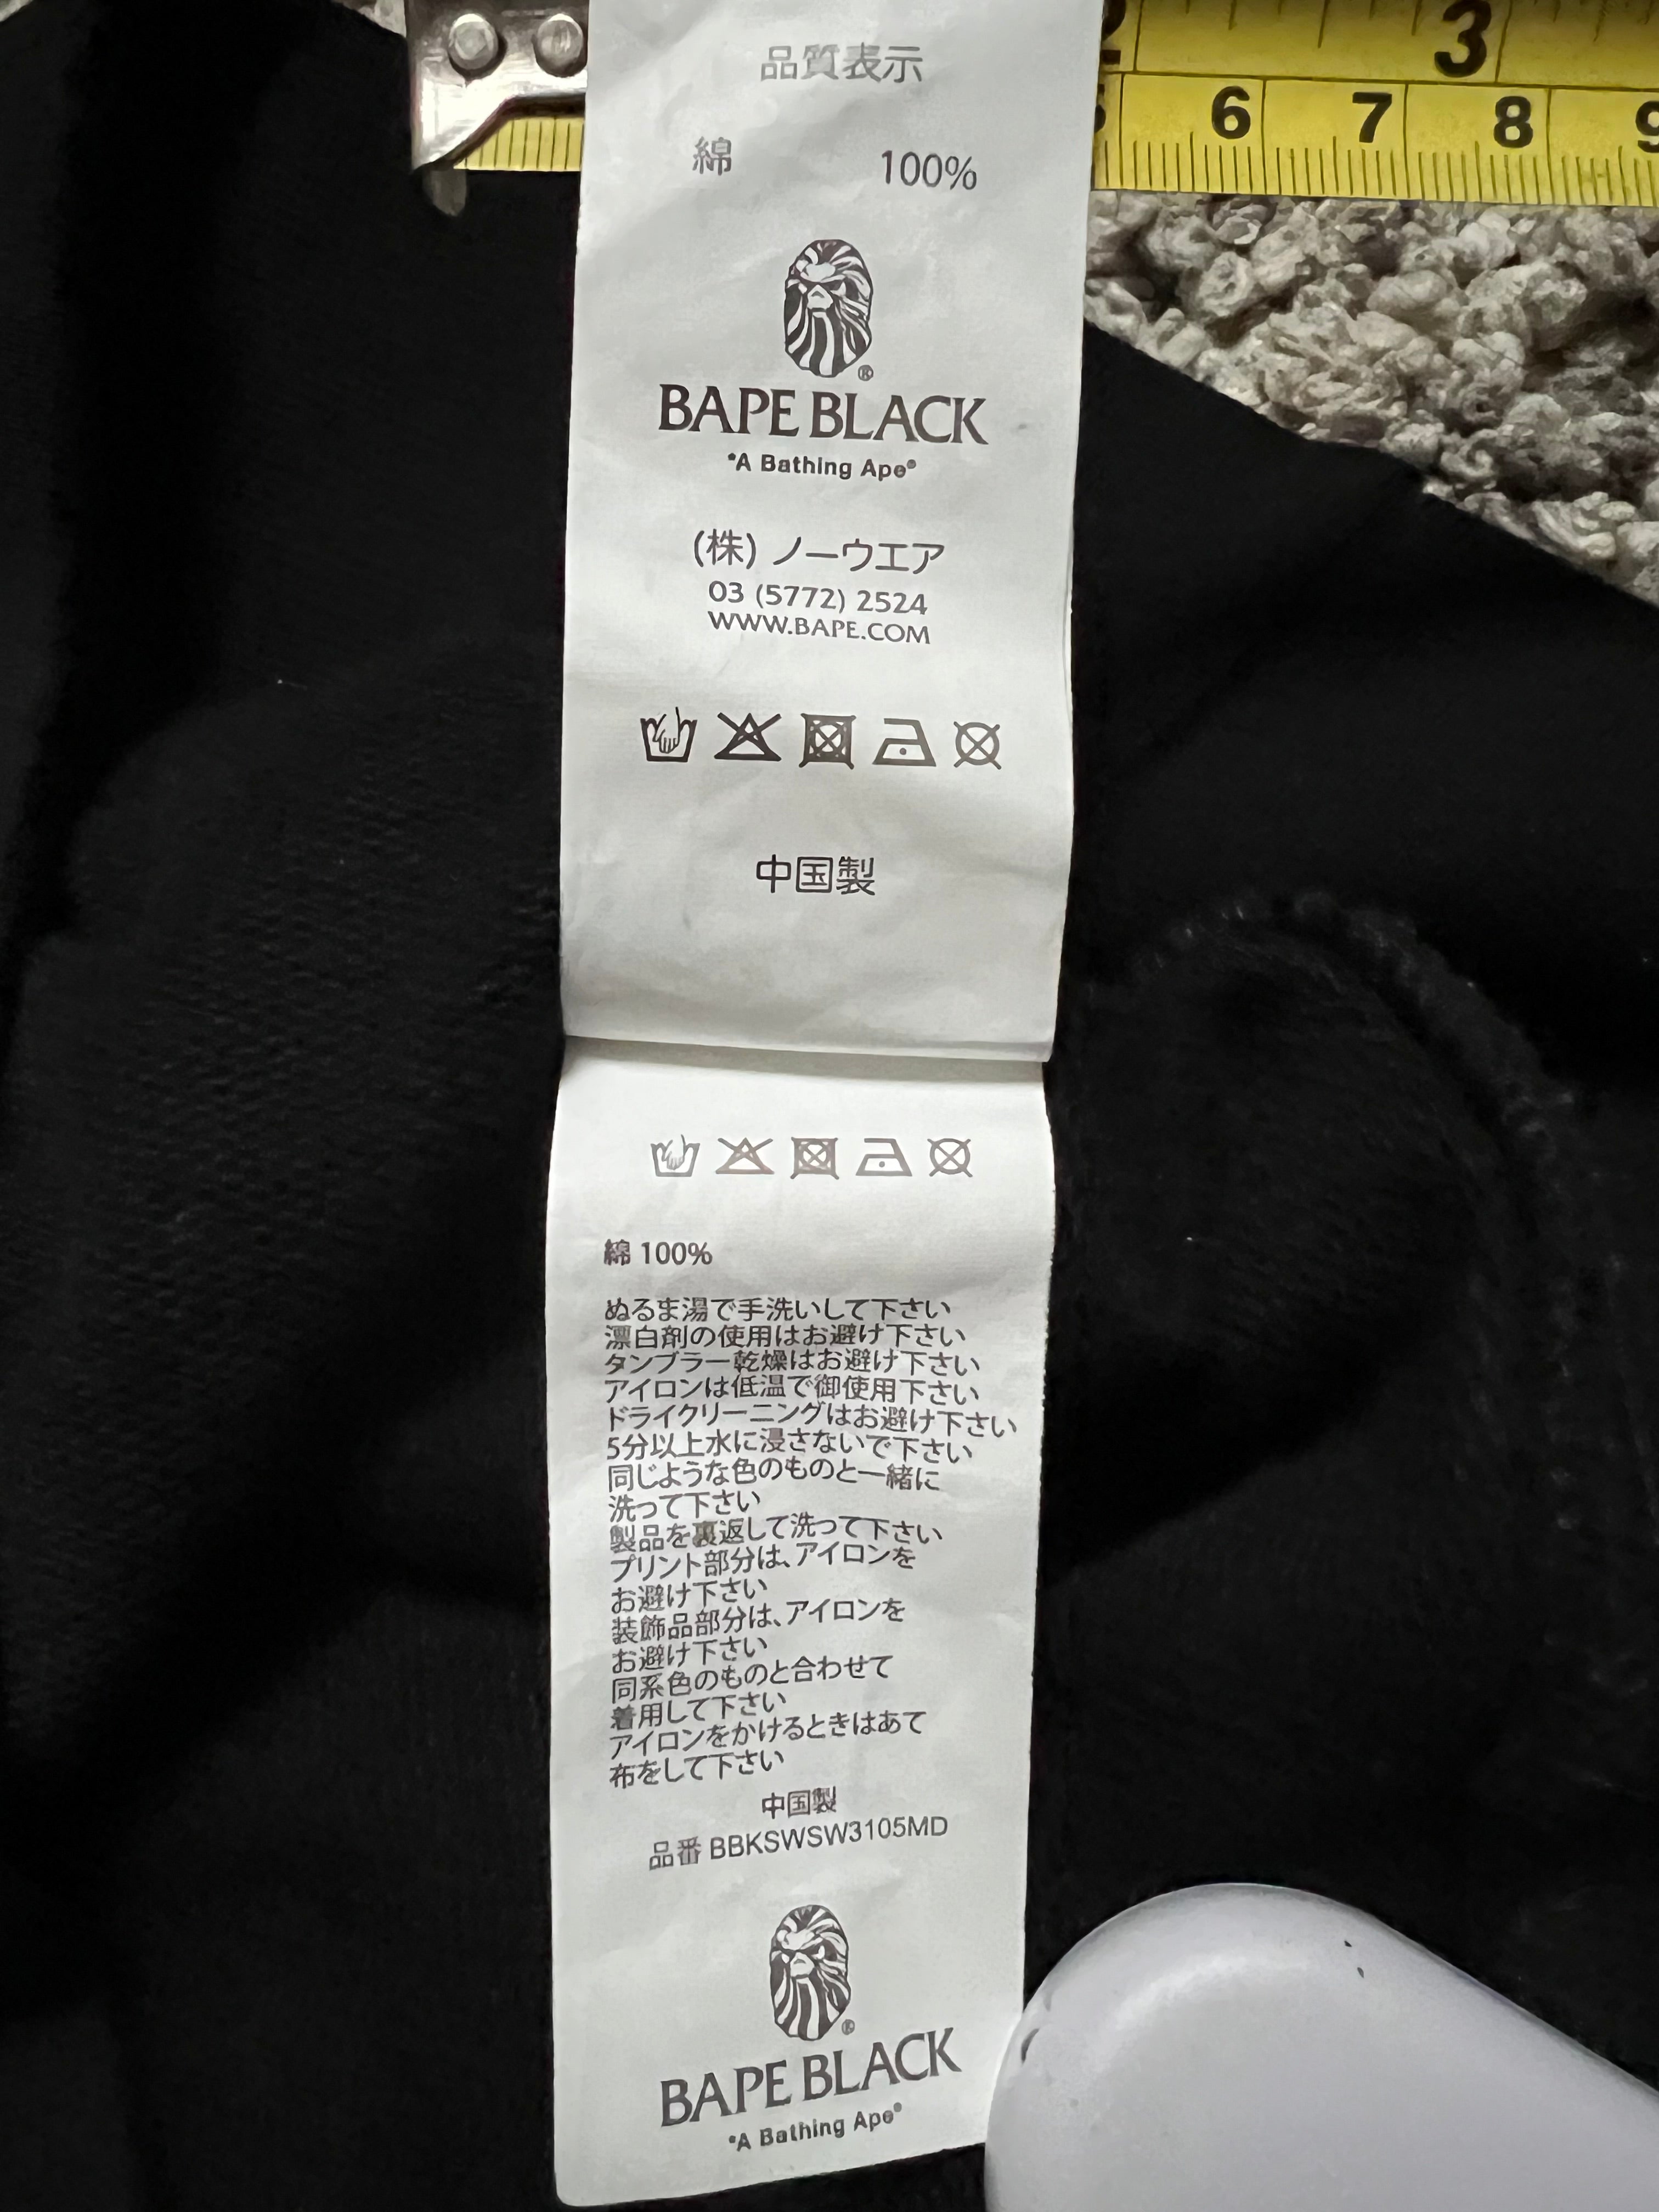 2 3
6 7 8 9
品質表示
綿 100%
®
BAPE BLACK
"A Bathing Ape®
(株) ノーウエア
03 (5772) 2524
WWW.BAPE.COM
中国製
綿 100%
ぬるま湯で手洗いして下さい
漂白剤の使用はお避け下さい
タンブラー乾燥はお避け下さい
アイロンは低温で御使用下さい
ドライクリーニングはお避け下さい
5分以上水に浸さないで下さい
同じような色のものと一緒に
洗って下さい
製品を裏返して洗って下さい
プリント部分は、アイロンを
お避け下さい
装飾品部分は、アイロンを
お避け下さい
同系色のものと合わせて
着用して下さい
アイロンをかけるときはあて
布をして下さい
中国製
品番 BBKSWSW3105MD
®
BAPE BLACK
"A Bathing Ape®